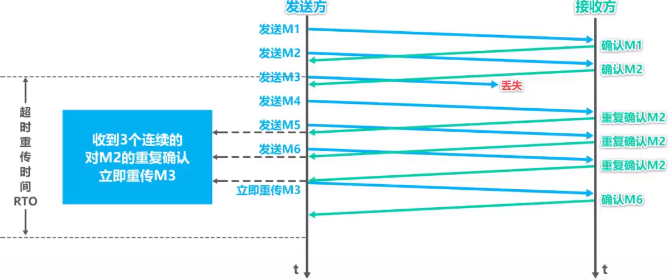 发送方
接收方
发送M1
确认M1
发送M2
确认M2
发送M3
丢失
发送M4
重复确认M2
发送M5
重复确认M2
发送M6
重复确认M2
立即重传M3
确认M6
超时重传时间
RTO
收到3个连续的
对M2的重复确认
立即重传M3
t
t